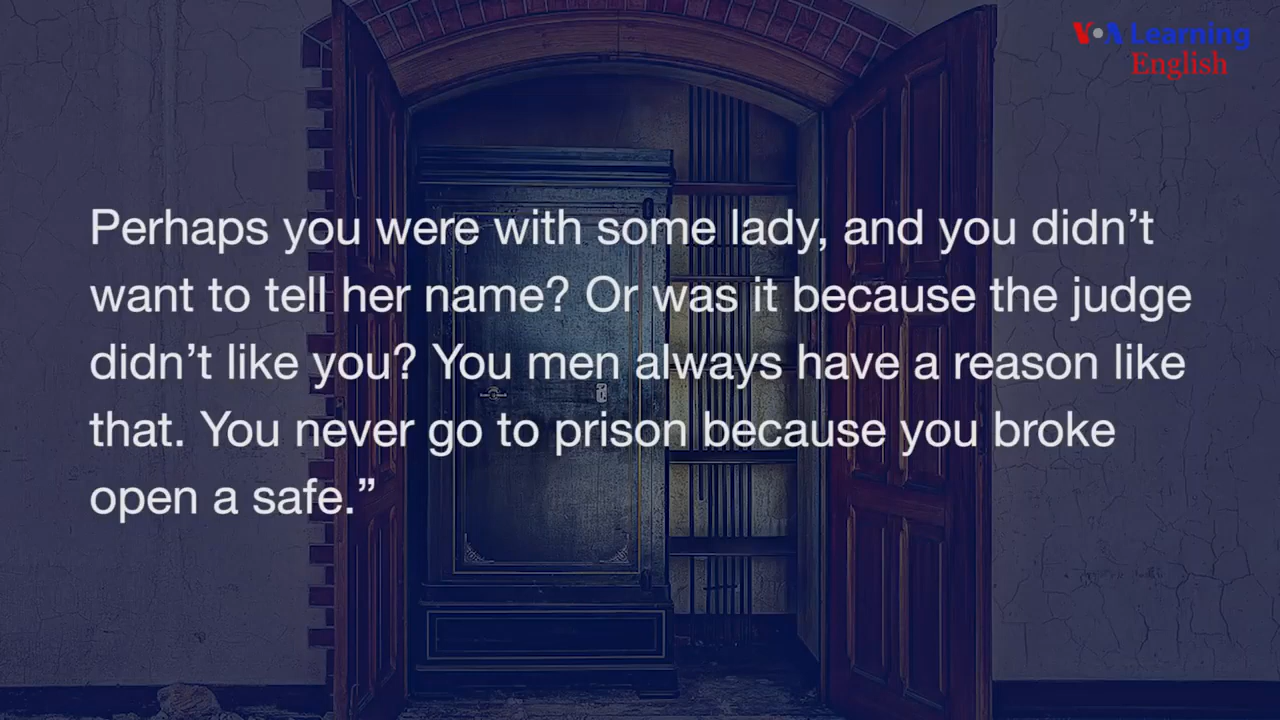 VOA Learning
English
Perhaps you were with some lady, and you didn’t
want to tell her name? Or was it because the judge
didn’t like you? You men always have a reason like
that. You never go to prison because you broke
open a safe.”